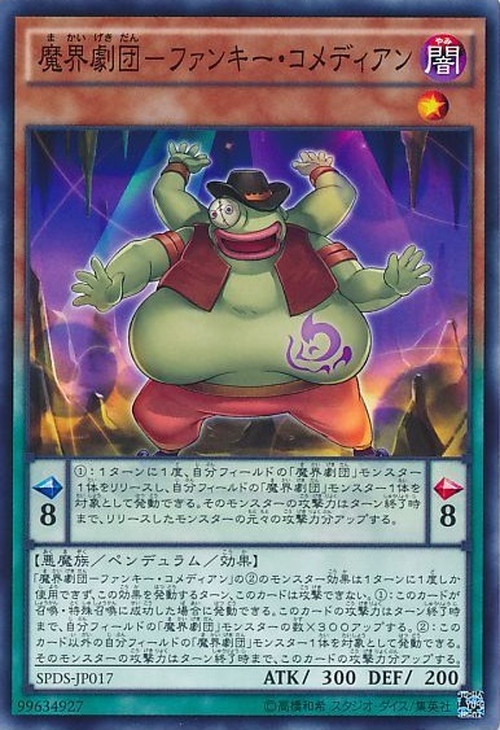 魔界劇団－ファンキー・コメディアン
闇
①：1ターンに1度、自分フィールドの「魔界劇団」モンスター
1体をリリースし、自分フィールドの「魔界劇団」モンスター1体を
対象として発動できる。そのモンスターの攻撃力はターン終了時
まで、リリースしたモンスターの元々の攻撃力分アップする。
8
8
【悪魔族／ペンデュラム／効果】
「魔界劇団－ファンキー・コメディアン」の②のモンスター効果は1ターンに1度しか
使用できず、この効果を発動するターン、このカードは攻撃できない。①：このカードが
召喚・特殊召喚に成功した場合に発動できる。このカードの攻撃力はターン終了
時まで、自分フィールドの「魔界劇団」モンスターの数×300アップする。②：この
カード以外の自分フィールドの「魔界劇団」モンスター1体を対象として発動できる。
そのモンスターの攻撃力はターン終了時まで、このカードの攻撃力分アップする。
SPDS-JP017
ATK/ 300 DEF/ 200
99634927
©高橋和希 スタジオ・ダイス/集英社